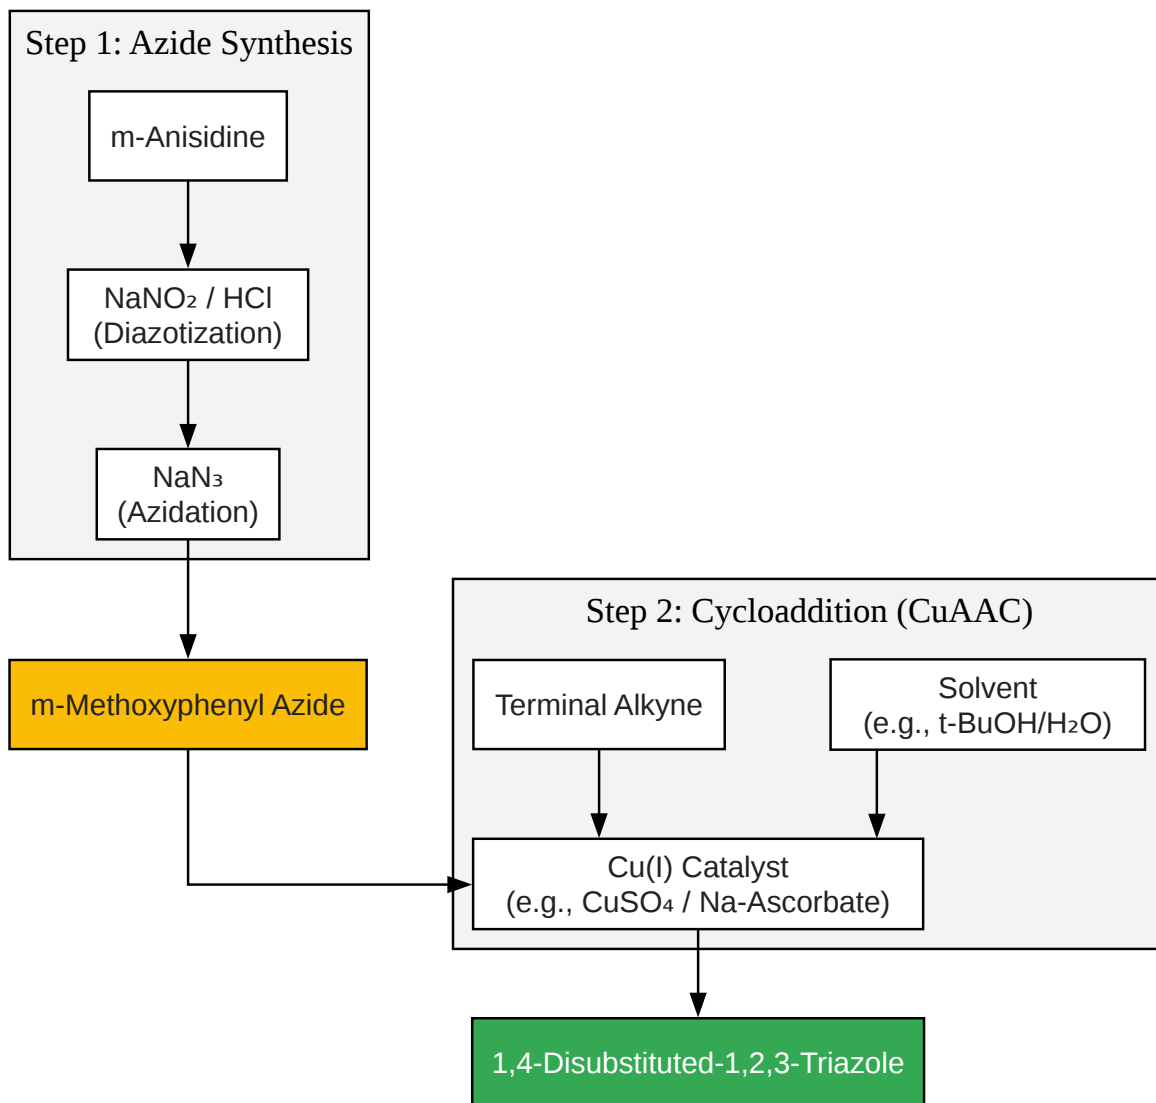 Step 1: Azide Synthesis
m-Anisidine
NaNO₂ / HCl
(Diazotization)
NaN₃
(Azidation)
m-Methoxyphenyl Azide
Step 2: Cycloaddition (CuAAC)
Terminal Alkyne
Solvent
(e.g., t-BuOH/H₂O)
Cu(I) Catalyst
(e.g., CuSO₄ / Na-Ascorbate)
1,4-Disubstituted-1,2,3-Triazole